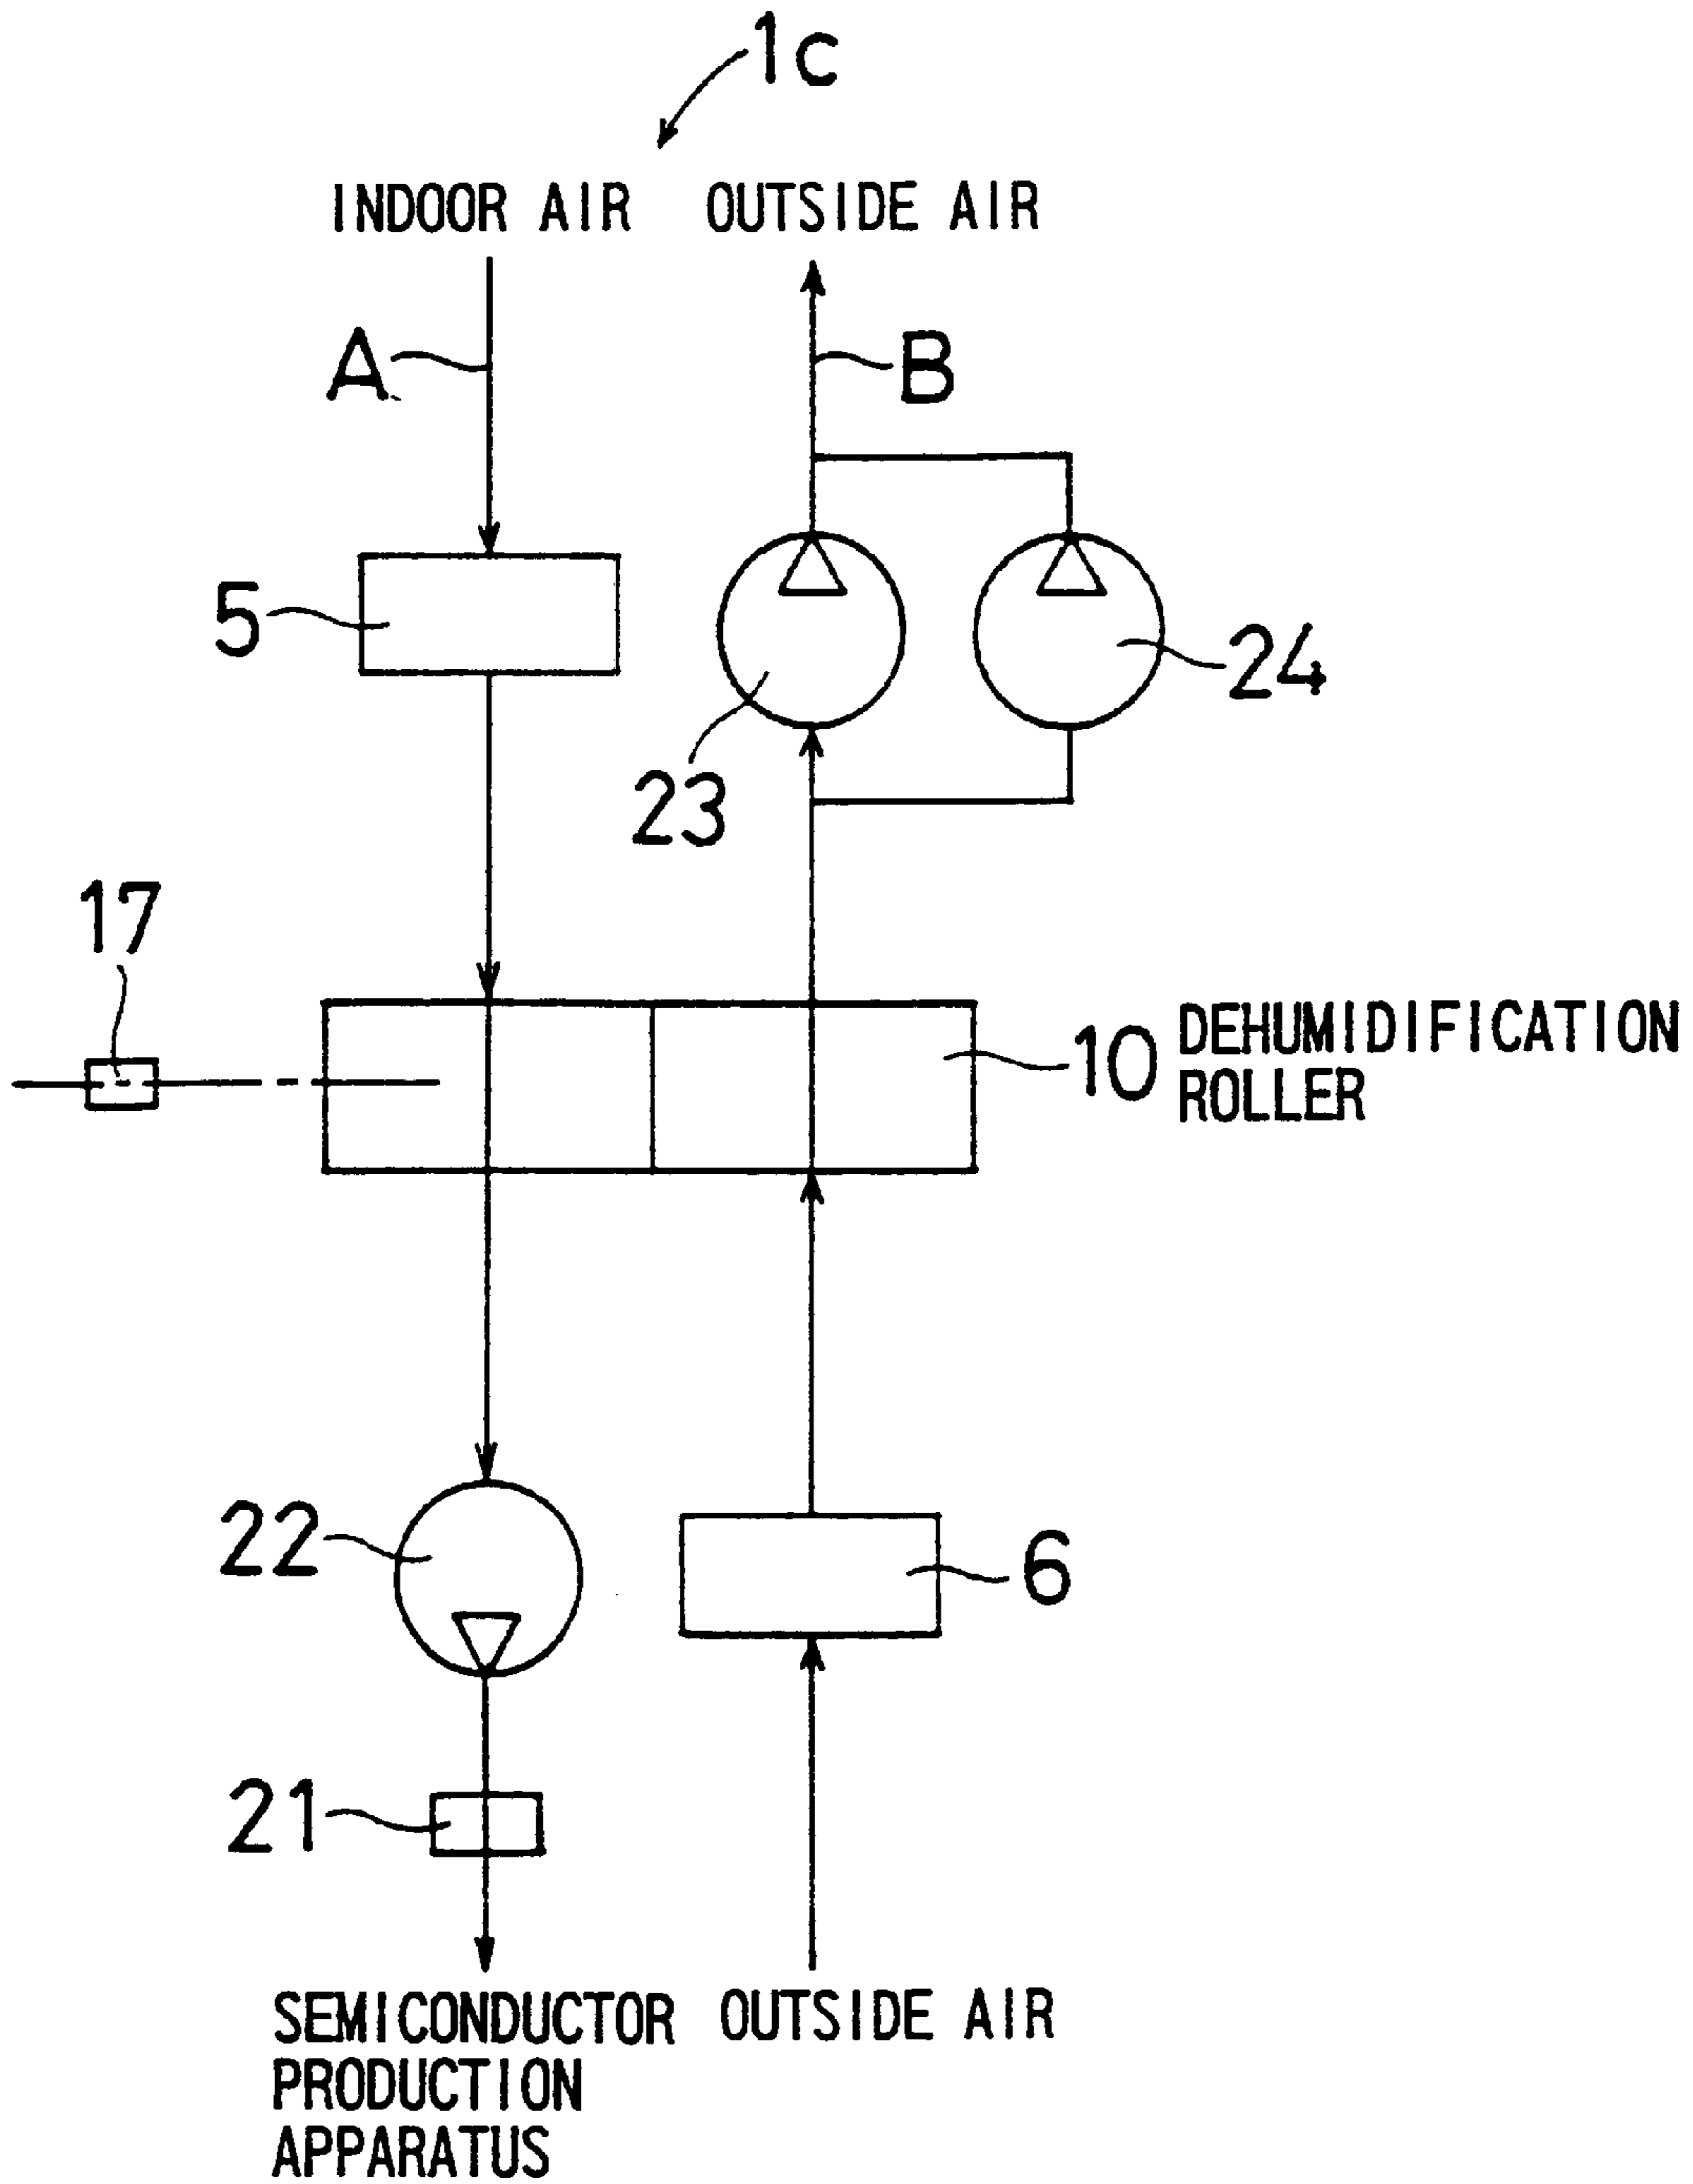 1c
INDOOR AIR OUTSIDE AIR
A
B
5
24
23
17
10 DEHUMIDIFICATION
ROLLER
22
6
21
SEMICONDUCTOR OUTSIDE AIR
PRODUCTION
APPARATUS